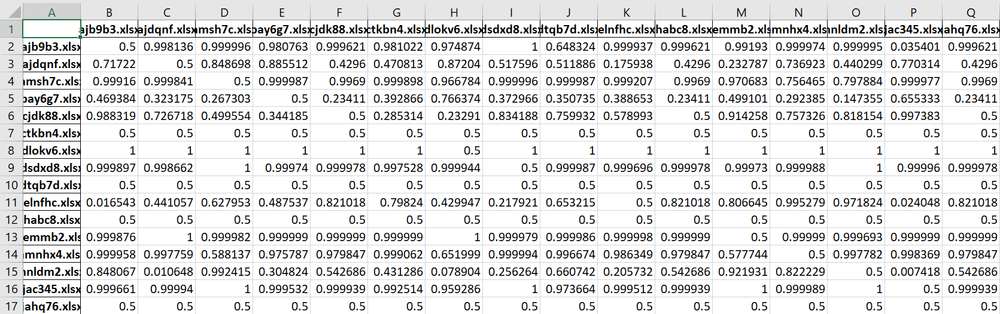 A B C D E F G H I J K L M N O P Q
1 ajb9b3.xlsx ajdqnf.xlsx amsh7c.xls bay6g7.xlsx cjdk88.xlsx ctkbn4.xlsx dlokv6.xlsx dsdxd8.xlsx dtqb7d.xlsx elnfhc.xlsx habc8.xlsx emmb2.xls mnhx4.xls nldm2.xls jac345.xlsx ahq76.xlsx
2 ajb9b3.xlsx 0.5 0.998136 0.999996 0.980763 0.999621 0.981022 0.974874 1 0.648324 0.999937 0.999621 0.99193 0.999974 0.999995 0.035401 0.999621
3 ajdqnf.xlsx 0.71722 0.5 0.848698 0.885512 0.4296 0.470813 0.87204 0.517596 0.511886 0.175938 0.4296 0.232787 0.736923 0.440299 0.770314 0.4296
4 amsh7c.xls 0.99916 0.999841 0.5 0.999987 0.9969 0.999898 0.966784 0.999996 0.999987 0.999207 0.9969 0.970683 0.756465 0.797884 0.999977 0.9969
5 bay6g7.xlsx 0.469384 0.323175 0.267303 0.5 0.23411 0.392866 0.766374 0.372966 0.350735 0.388653 0.23411 0.499101 0.292385 0.147355 0.655333 0.23411
6 cjdk88.xlsx 0.988319 0.726718 0.499554 0.344185 0.5 0.285314 0.23291 0.834188 0.759932 0.578993 0.5 0.914258 0.757326 0.818154 0.997383 0.5
7 ctkbn4.xlsx 0.5 0.5 0.5 0.5 0.5 0.5 0.5 0.5 0.5 0.5 0.5 0.5 0.5 0.5 0.5 0.5
8 dlokv6.xlsx 1 1 1 1 1 1 0.5 1 1 1 1 1 1 1 1 1
9 dsdxd8.xlsx 0.999897 0.998662 1 0.99974 0.999978 0.997528 0.999944 0.5 0.999987 0.999696 0.999978 0.99973 0.999988 1 0.99996 0.999978
10 dtqb7d.xlsx 0.5 0.5 0.5 0.5 0.5 0.5 0.5 0.5 0.5 0.5 0.5 0.5 0.5 0.5 0.5 0.5
11 elnfhc.xlsx 0.016543 0.441057 0.627953 0.487537 0.821018 0.79824 0.429947 0.217921 0.653215 0.5 0.821018 0.806645 0.995279 0.971824 0.024048 0.821018
12 habc8.xlsx 0.5 0.5 0.5 0.5 0.5 0.5 0.5 0.5 0.5 0.5 0.5 0.5 0.5 0.5 0.5 0.5
13 emmb2.xls 0.999876 1 0.999982 0.999999 0.999999 0.999999 1 0.999979 0.999986 0.999998 0.999999 0.5 0.99999 0.999693 0.999999 0.999999
14 mnhx4.xls 0.999958 0.997759 0.588137 0.975787 0.979847 0.999062 0.651999 0.999994 0.996674 0.986349 0.979847 0.577744 0.5 0.997782 0.998369 0.979847
15 nldm2.xls 0.848067 0.010648 0.992415 0.304824 0.542686 0.431286 0.078904 0.256264 0.660742 0.205732 0.542686 0.921931 0.822229 0.5 0.007418 0.542686
16 jac345.xlsx 0.999661 0.99994 1 0.999532 0.999939 0.992514 0.959286 1 0.973664 0.999512 0.999939 1 0.999989 1 0.5 0.999939
17 ahq76.xlsx 0.5 0.5 0.5 0.5 0.5 0.5 0.5 0.5 0.5 0.5 0.5 0.5 0.5 0.5 0.5 0.5